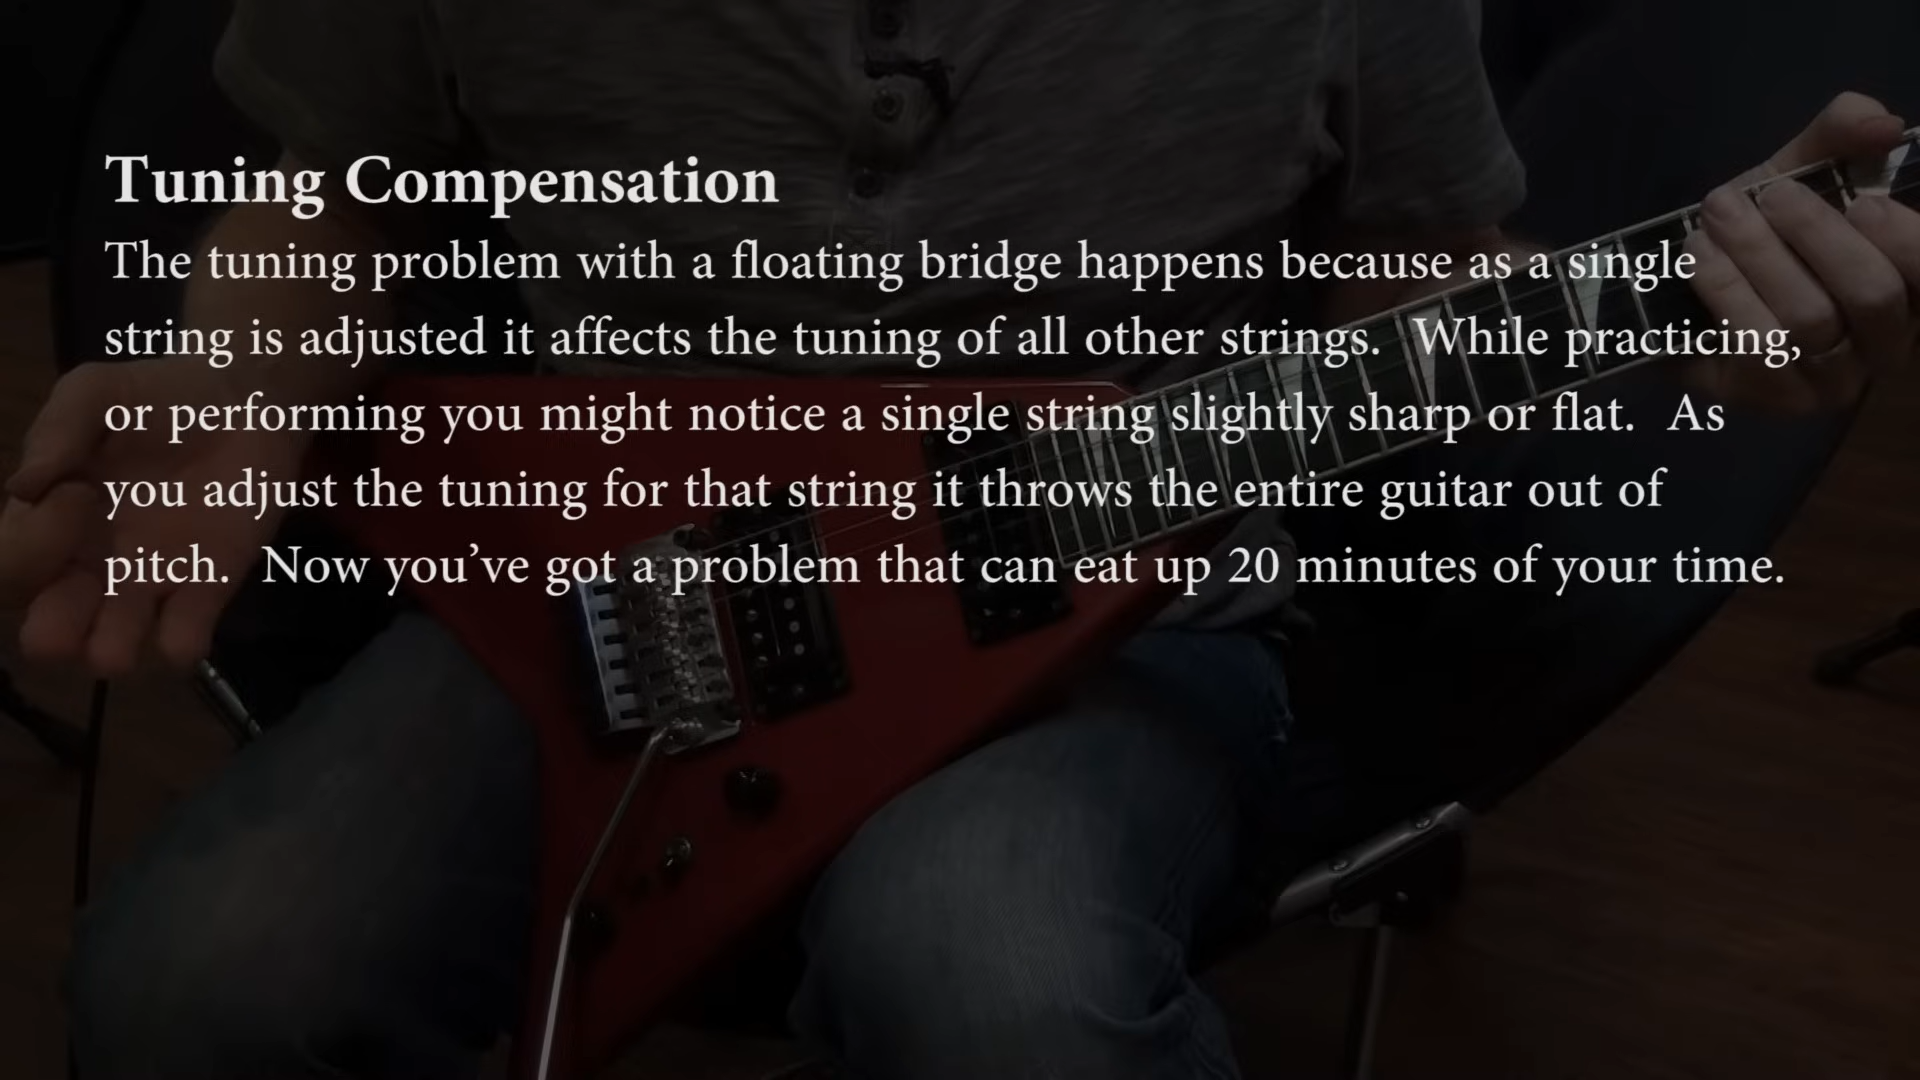 Tuning Compensation
The tuning problem with a floating bridge happens because as a single
string is adjusted it affects the tuning of all other strings.  While practicing,
or performing you might notice a single string slightly sharp or flat.  As
you adjust the tuning for that string it throws the entire guitar out of
pitch.  Now you’ve got a problem that can eat up 20 minutes of your time.